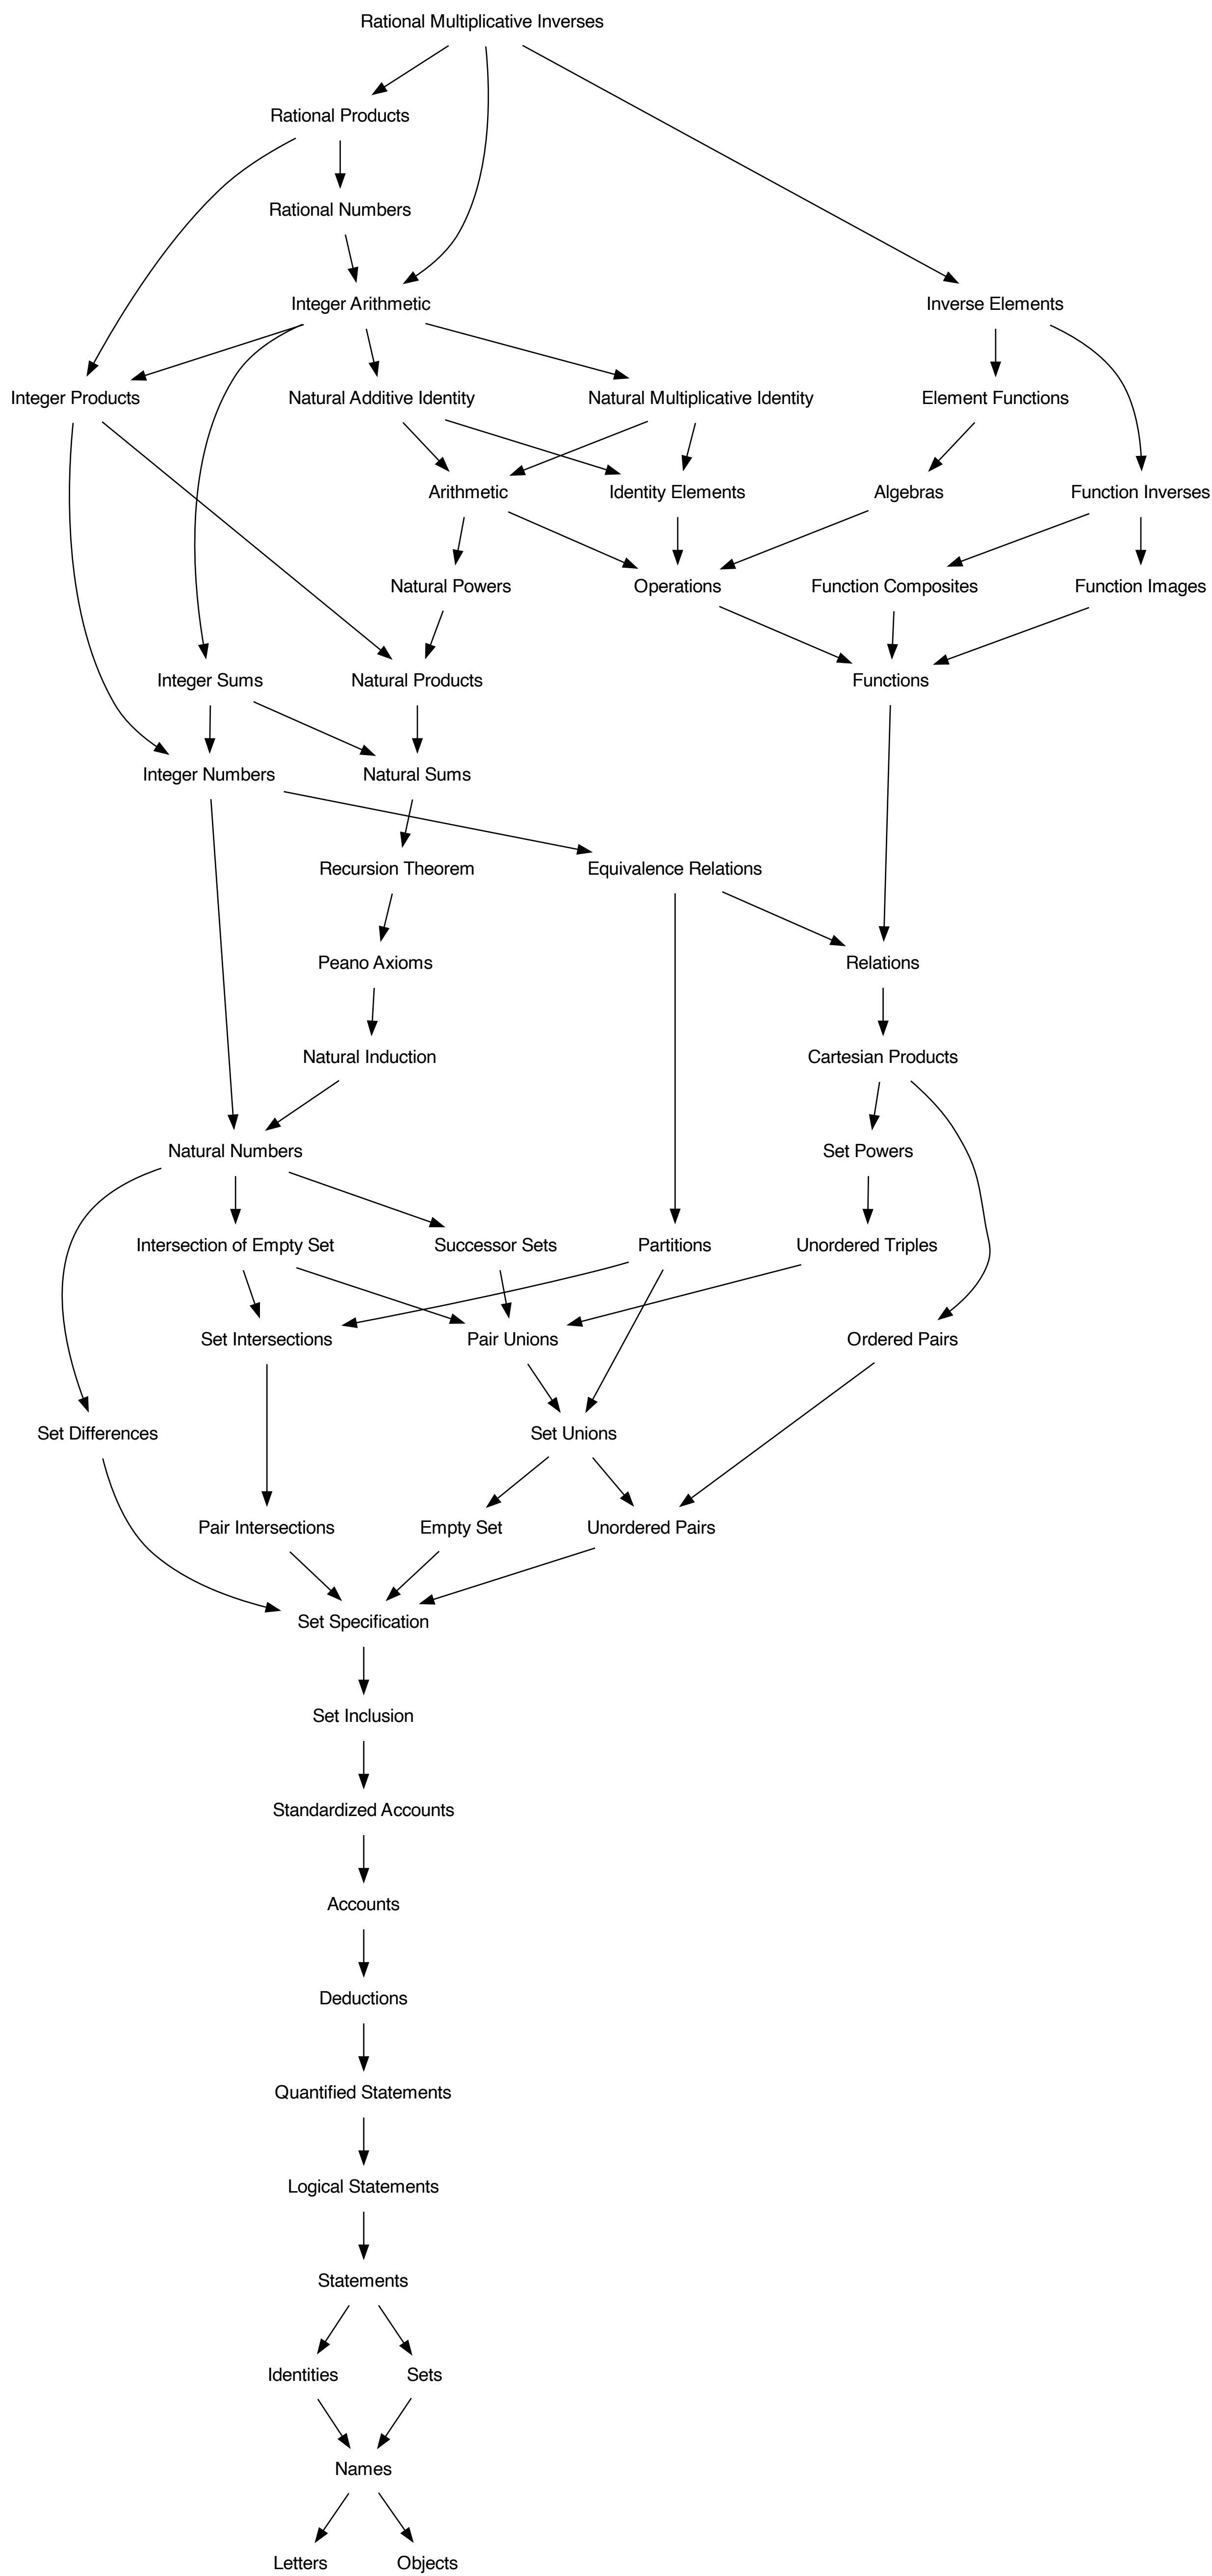 Rational Multiplicative Inverses
Rational Products
Rational Numbers
Integer Arithmetic
Inverse Elements
Integer Products
Natural Additive Identity
Natural Multiplicative Identity
Element Functions
Arithmetic
Identity Elements
Algebras
Function Inverses
Natural Powers
Operations
Function Composites
Function Images
Integer Sums
Natural Products
Functions
Integer Numbers
Natural Sums
Recursion Theorem
Equivalence Relations
Peano Axioms
Relations
Natural Induction
Cartesian Products
Natural Numbers
Set Powers
Intersection of Empty Set
Successor Sets
Partitions
Unordered Triples
Set Intersections
Pair Unions
Ordered Pairs
Set Differences
Set Unions
Pair Intersections
Empty Set
Unordered Pairs
Set Specification
Set Inclusion
Standardized Accounts
Accounts
Deductions
Quantified Statements
Logical Statements
Statements
Identities
Sets
Names
Letters
Objects